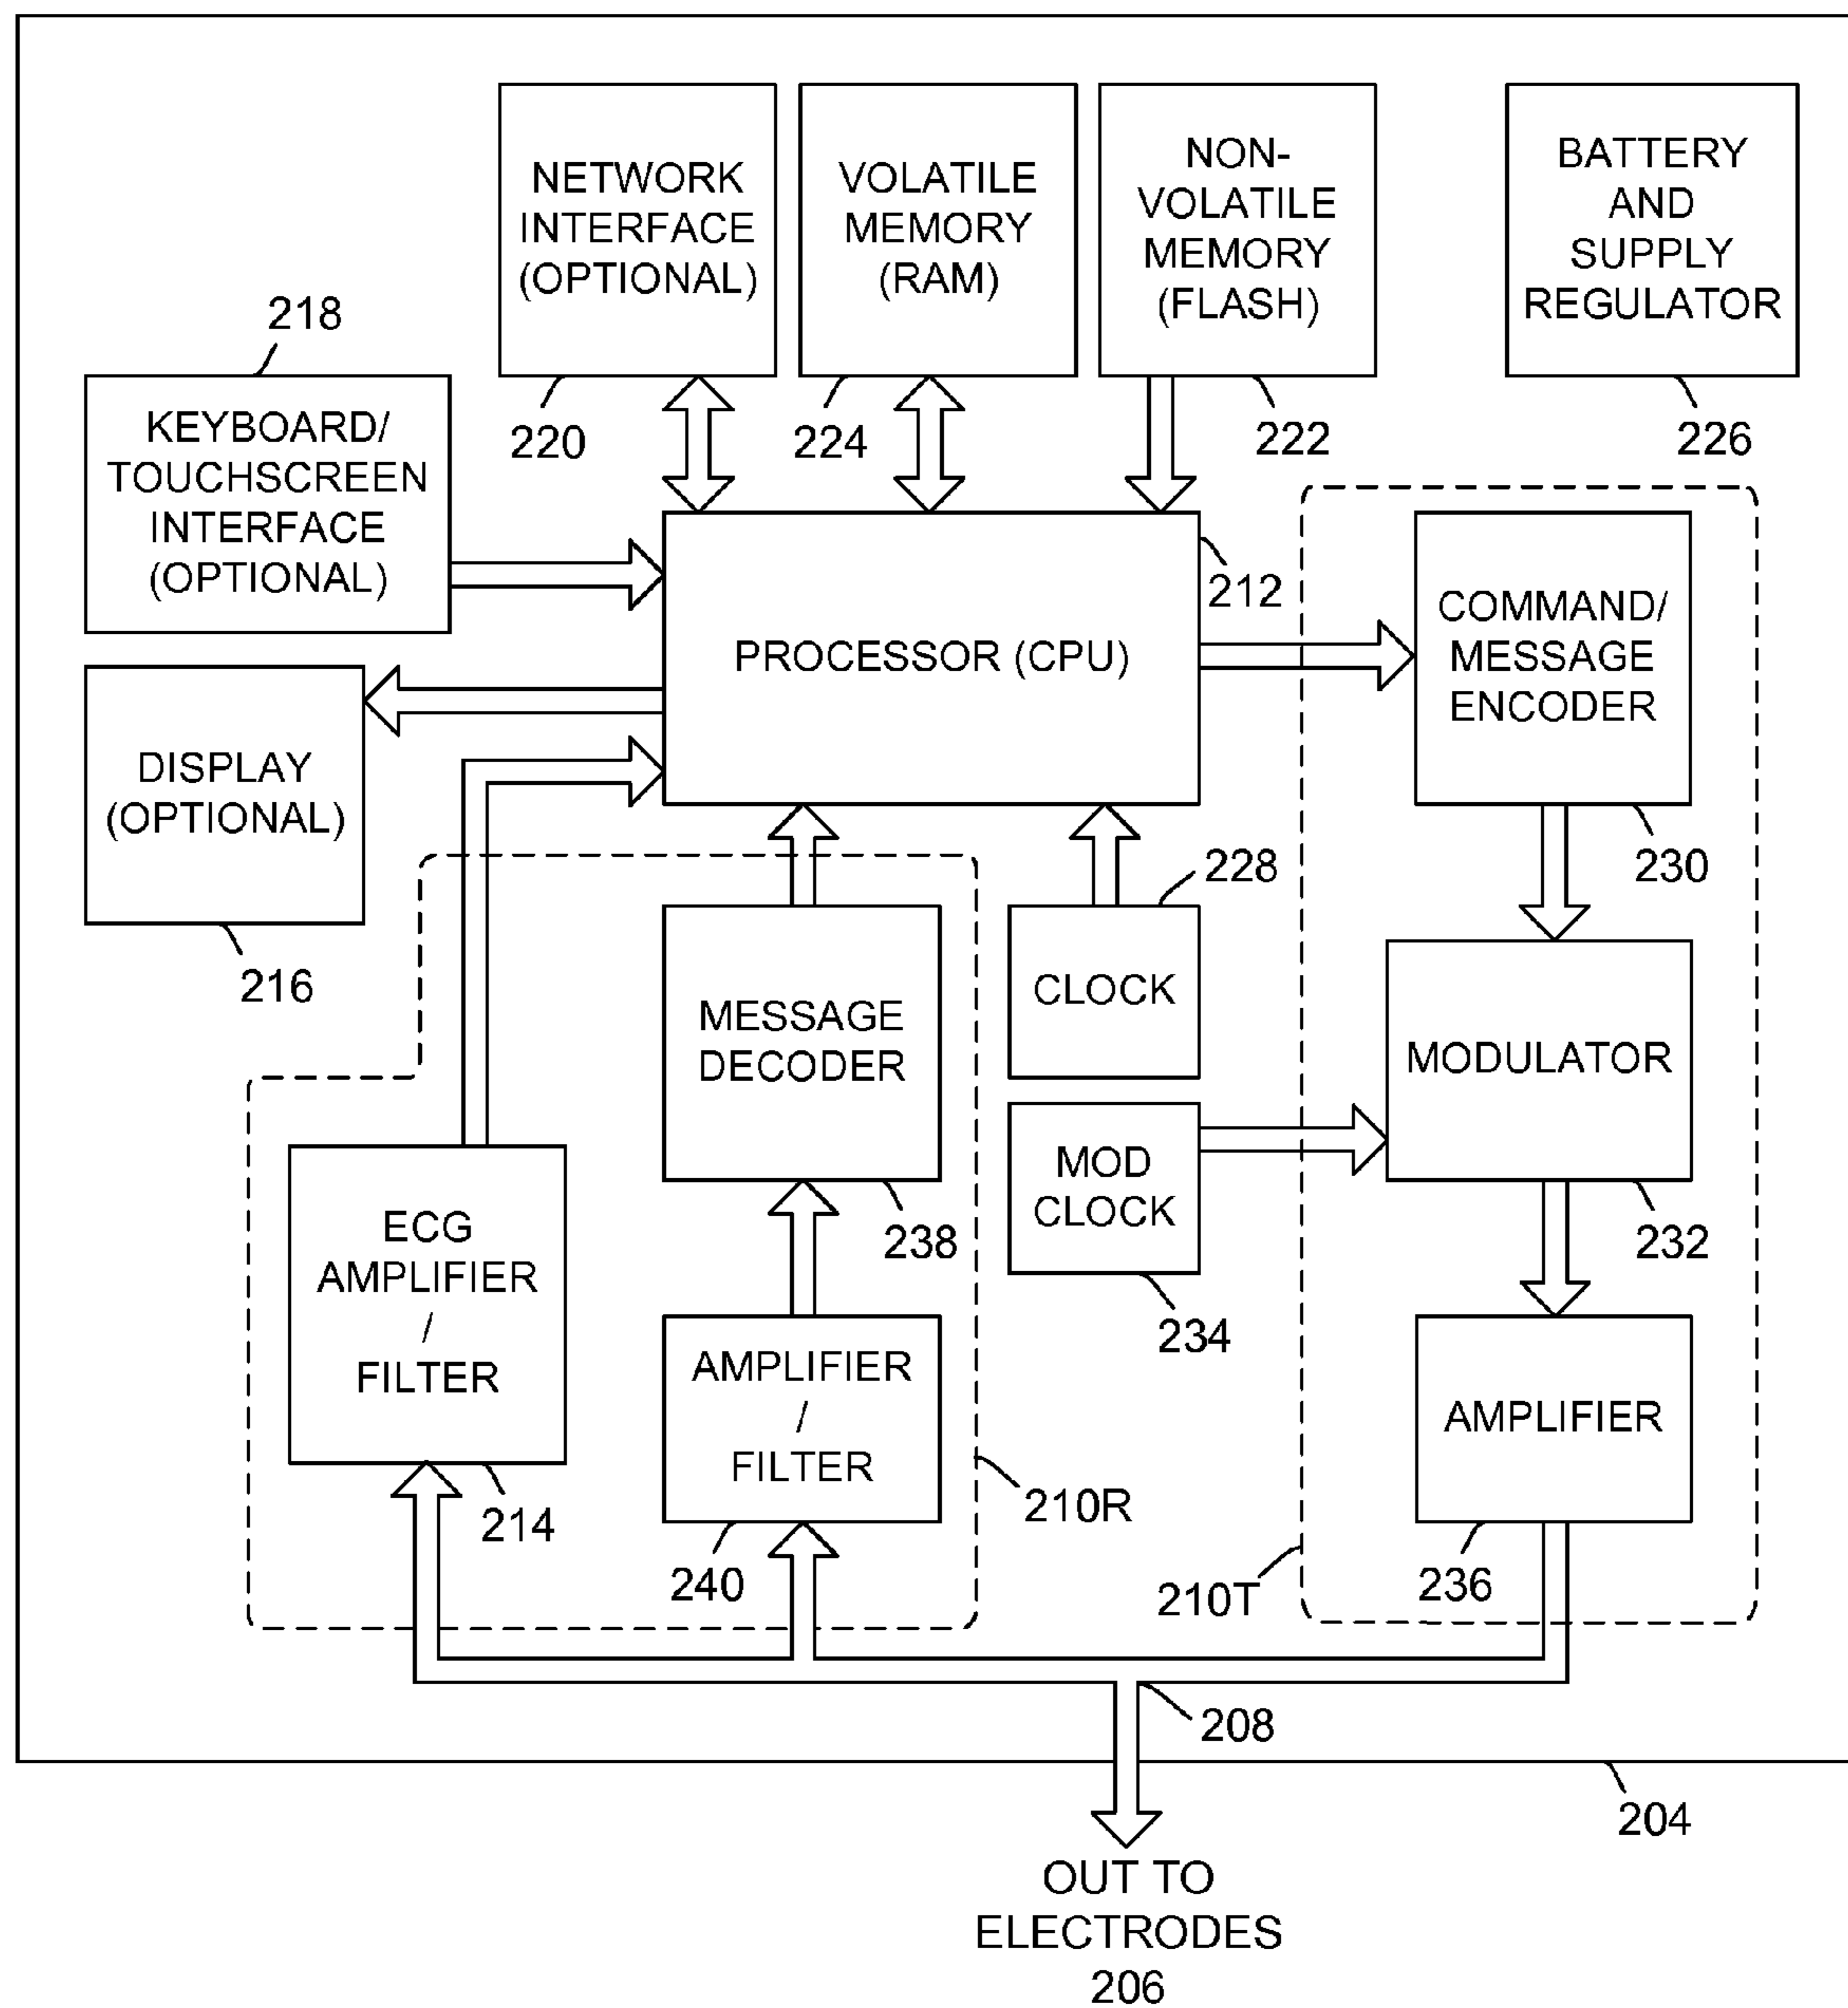 NETWORK
INTERFACE
(OPTIONAL)
VOLATILE
MEMORY
(RAM)
NON-
VOLATILE
MEMORY
(FLASH)
BATTERY
AND
SUPPLY
REGULATOR
218
220
224
222
226
KEYBOARD/
TOUCHSCREEN
INTERFACE
(OPTIONAL)
212
PROCESSOR (CPU)
COMMAND/
MESSAGE
ENCODER
DISPLAY
(OPTIONAL)
216
228
230
MESSAGE
DECODER
CLOCK
MODULATOR
238
MOD
CLOCK
234
232
ECG
AMPLIFIER
/
FILTER
214
AMPLIFIER
/
FILTER
240
210R
AMPLIFIER
236
210T
208
204
OUT TO
ELECTRODES
206